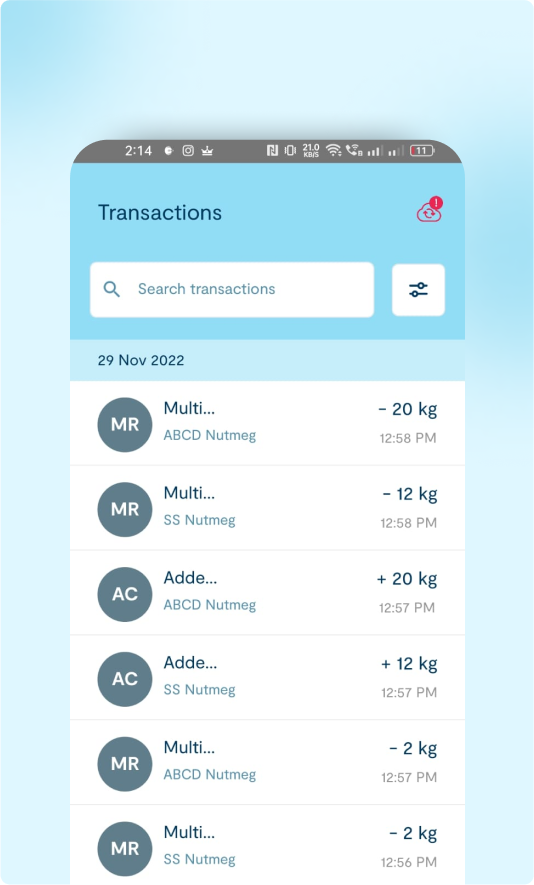 2:14 21.0 KB/S 11
Transactions
!
Search transactions
29 Nov 2022
MR Multi... - 20 kg
ABCD Nutmeg 12:58 PM
MR Multi... - 12 kg
SS Nutmeg 12:58 PM
AC Adde... + 20 kg
ABCD Nutmeg 12:57 PM
AC Adde... + 12 kg
SS Nutmeg 12:57 PM
MR Multi... - 2 kg
ABCD Nutmeg 12:57 PM
MR Multi... - 2 kg
SS Nutmeg 12:56 PM